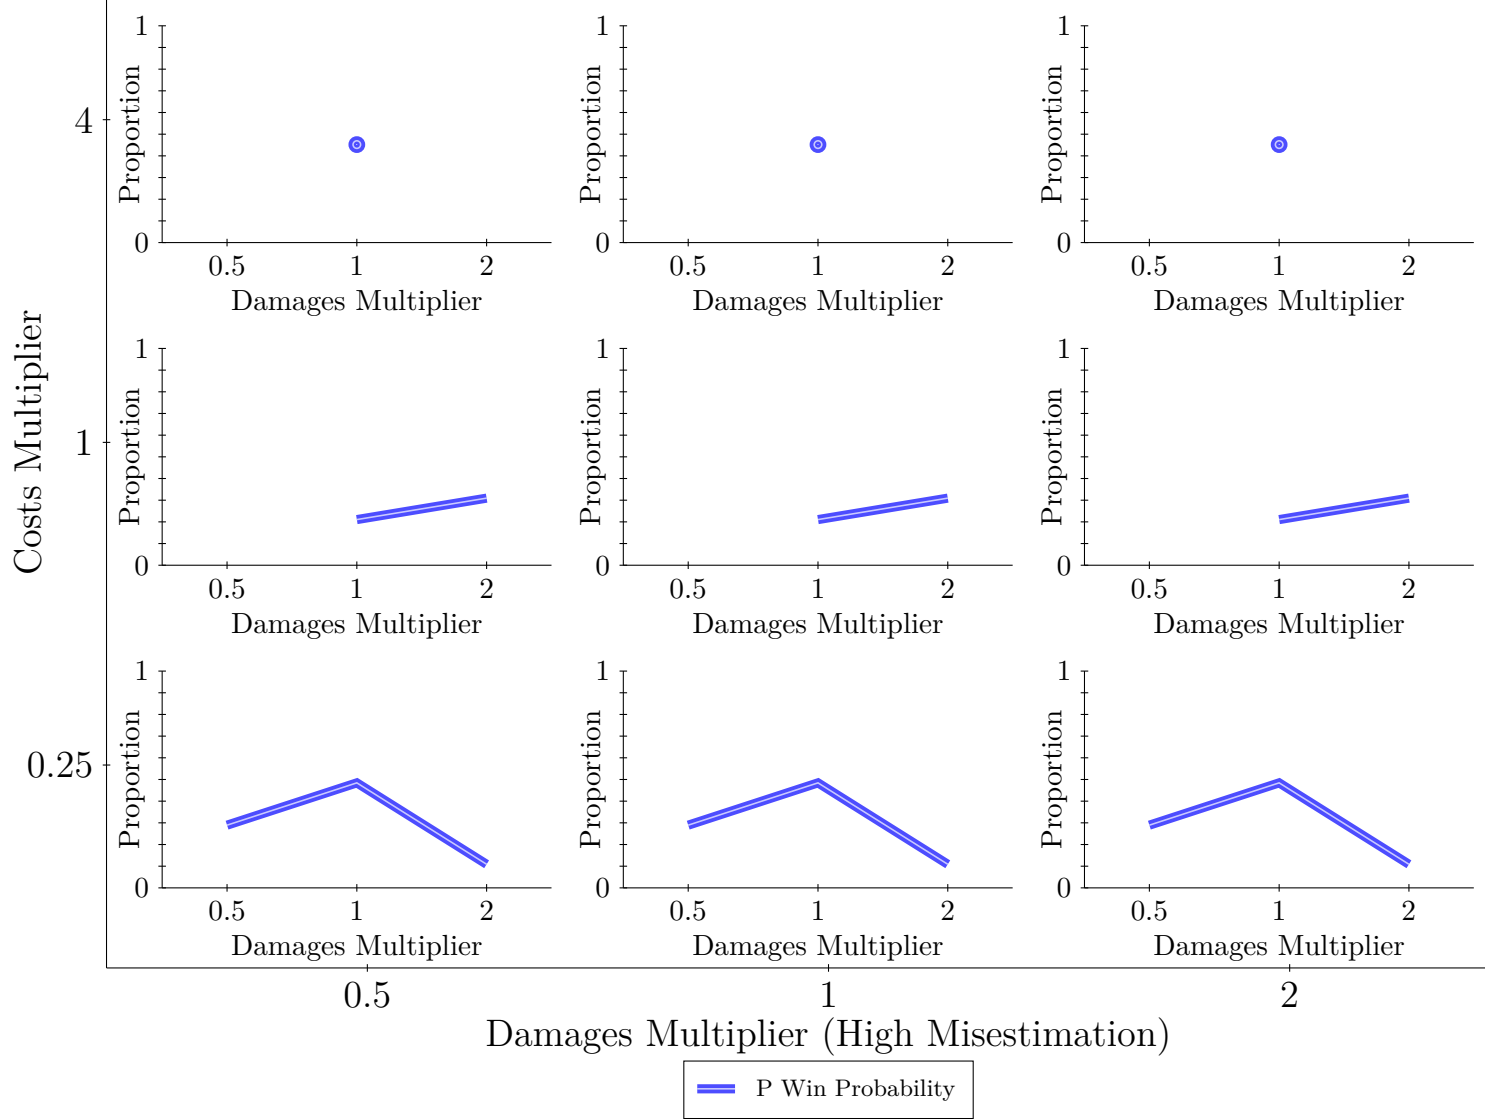 Costs Multiplier
4
1
0.25
1
Proportion
0
0.5 1 2
Damages Multiplier
1
Proportion
0
0.5 1 2
Damages Multiplier
1
Proportion
0
0.5 1 2
Damages Multiplier
1
Proportion
0
0.5 1 2
Damages Multiplier
1
Proportion
0
0.5 1 2
Damages Multiplier
1
Proportion
0
0.5 1 2
Damages Multiplier
1
Proportion
0
0.5 1 2
Damages Multiplier
1
Proportion
0
0.5 1 2
Damages Multiplier
1
Proportion
0
0.5 1 2
Damages Multiplier
0.5 1 2
Damages Multiplier (High Misestimation)
P Win Probability